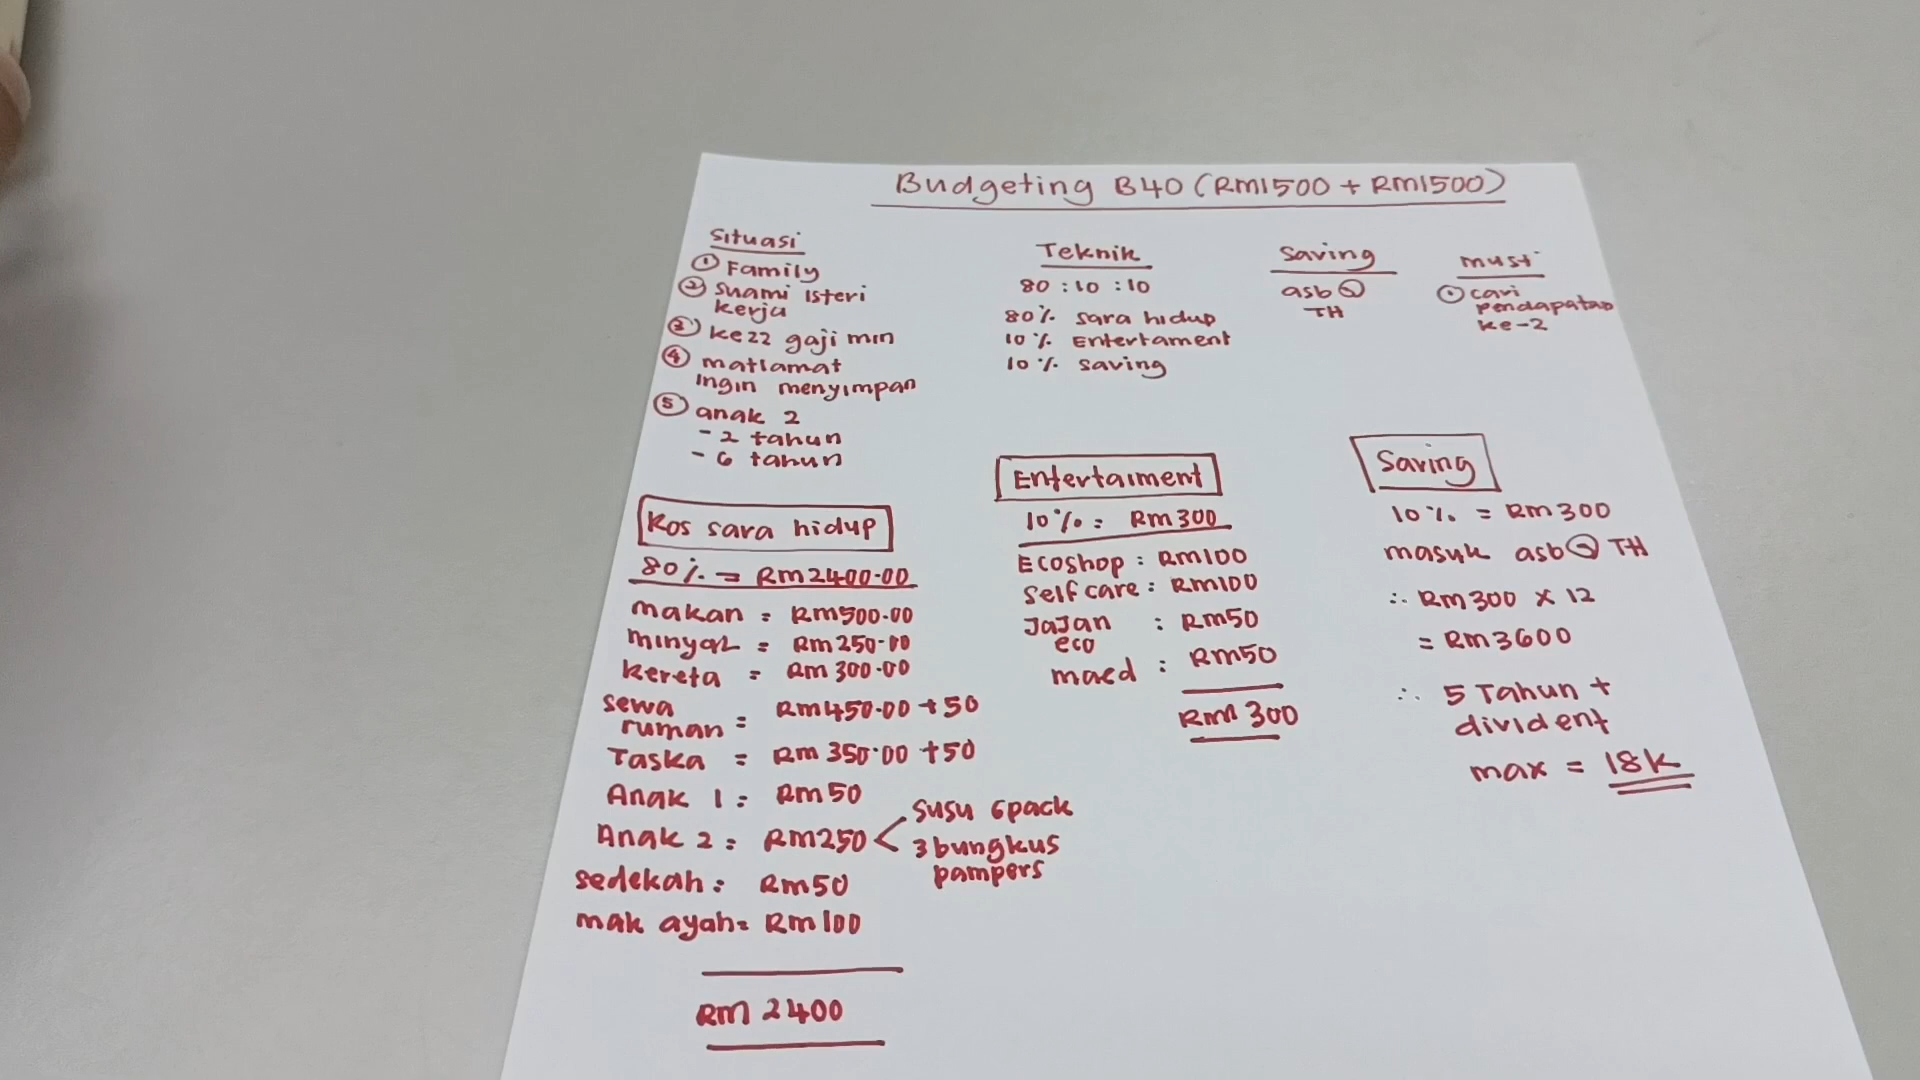 Budgeting B40 (RM1500 + RM1500)
Situasi
① Family
② suami isteri
kerja
③ ke22 gaji min
④ matlamat
ingin menyimpan
⑤ anak 2
- 2 tahun
- 6 tahun
Teknik
80 : 10 : 10
80% sara hidup
10% Entertament
10% saving
Saving
asb
TH
must
① cari
pendapatan
ke-2
Kos sara hidup
80% = RM2400.00
makan = RM500.00
minyak = RM250.00
kereta = RM300.00
sewa
rumah = RM450.00 + 50
Taska = RM350.00 + 50
Anak 1 : RM50
Anak 2 : RM250 < susu 6pack
3 bungkus
pampers
sedekah : RM50
mak ayah = RM100
RM 2400
Entertaiment
10% = RM300
Ecoshop : RM100
Self care : RM100
Jajan : RM50
eco
maed : RM50
RM 300
Saving
10% = RM300
masuk asb TH
∴ RM300 x 12
= RM3600
∴ 5 Tahun +
divident
max = 18k